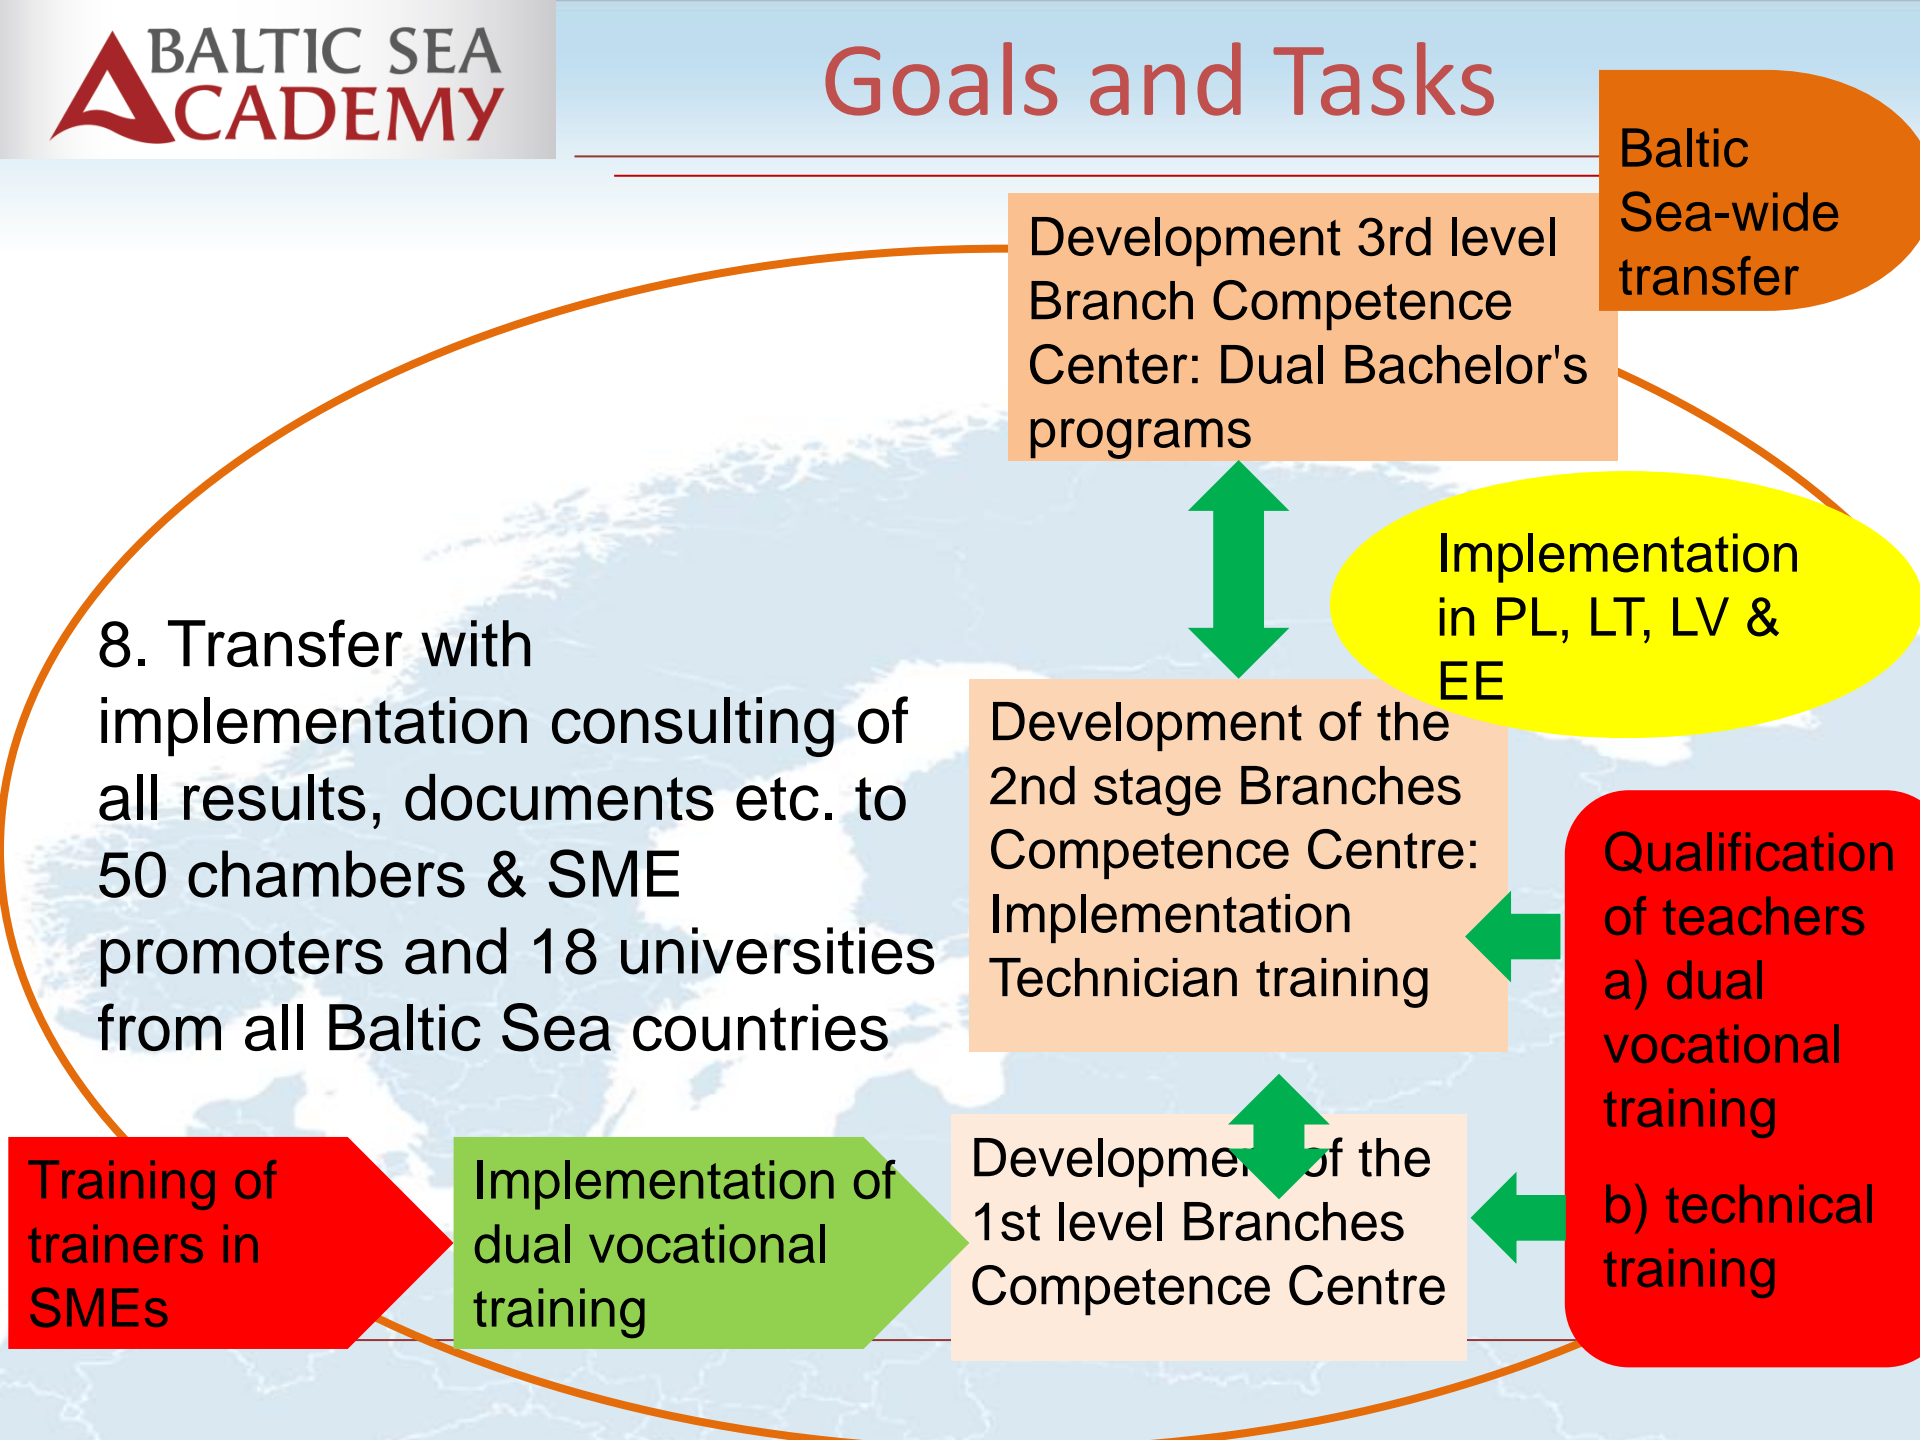 BALTIC SEA
ACADEMY
Goals and Tasks
Baltic
Sea-wide
transfer
Development 3rd level
Branch Competence
Center: Dual Bachelor's
programs
Implementation
in PL, LT, LV &
EE
8. Transfer with
implementation consulting of
all results, documents etc. to
50 chambers & SME
promoters and 18 universities
from all Baltic Sea countries
Development of the
2nd stage Branches
Competence Centre:
Implementation
Technician training
Qualification
of teachers
a) dual
vocational
training
b) technical
training
Training of
trainers in
SMEs
Implementation of
dual vocational
training
Development of the
1st level Branches
Competence Centre